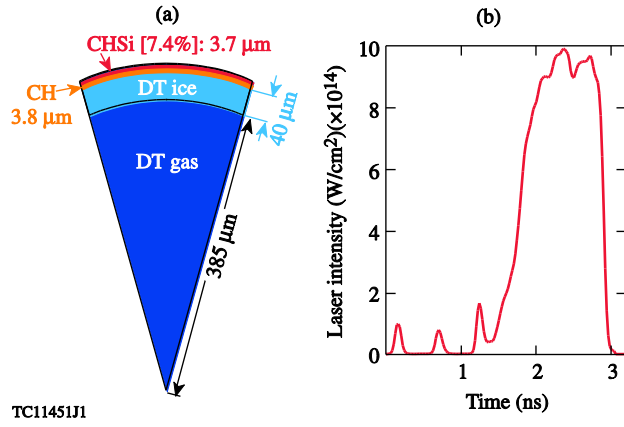 (a)
CHSi [7.4%]: 3.7 µm
CH
3.8 µm
DT ice
40 µm
DT gas
385 µm
TC11451J1
(b)
Laser intensity (W/cm²)(×10¹⁴)
10
8
6
4
2
0
1
2
3
Time (ns)